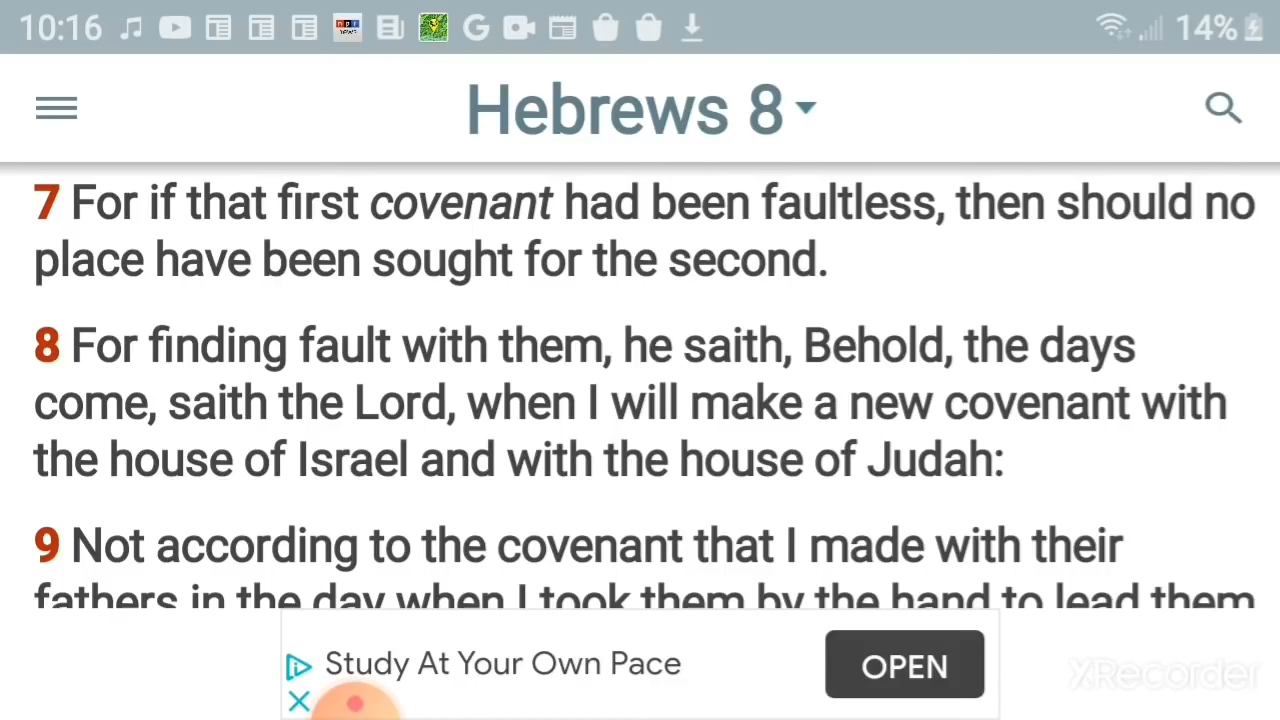 10:16 npr news G 14%
Hebrews 8
7 For if that first covenant had been faultless, then should no
place have been sought for the second.
8 For finding fault with them, he saith, Behold, the days
come, saith the Lord, when I will make a new covenant with
the house of Israel and with the house of Judah:
9 Not according to the covenant that I made with their
fathers in the day when I took them by the hand to lead them
Study At Your Own Pace
OPEN
XRecorder